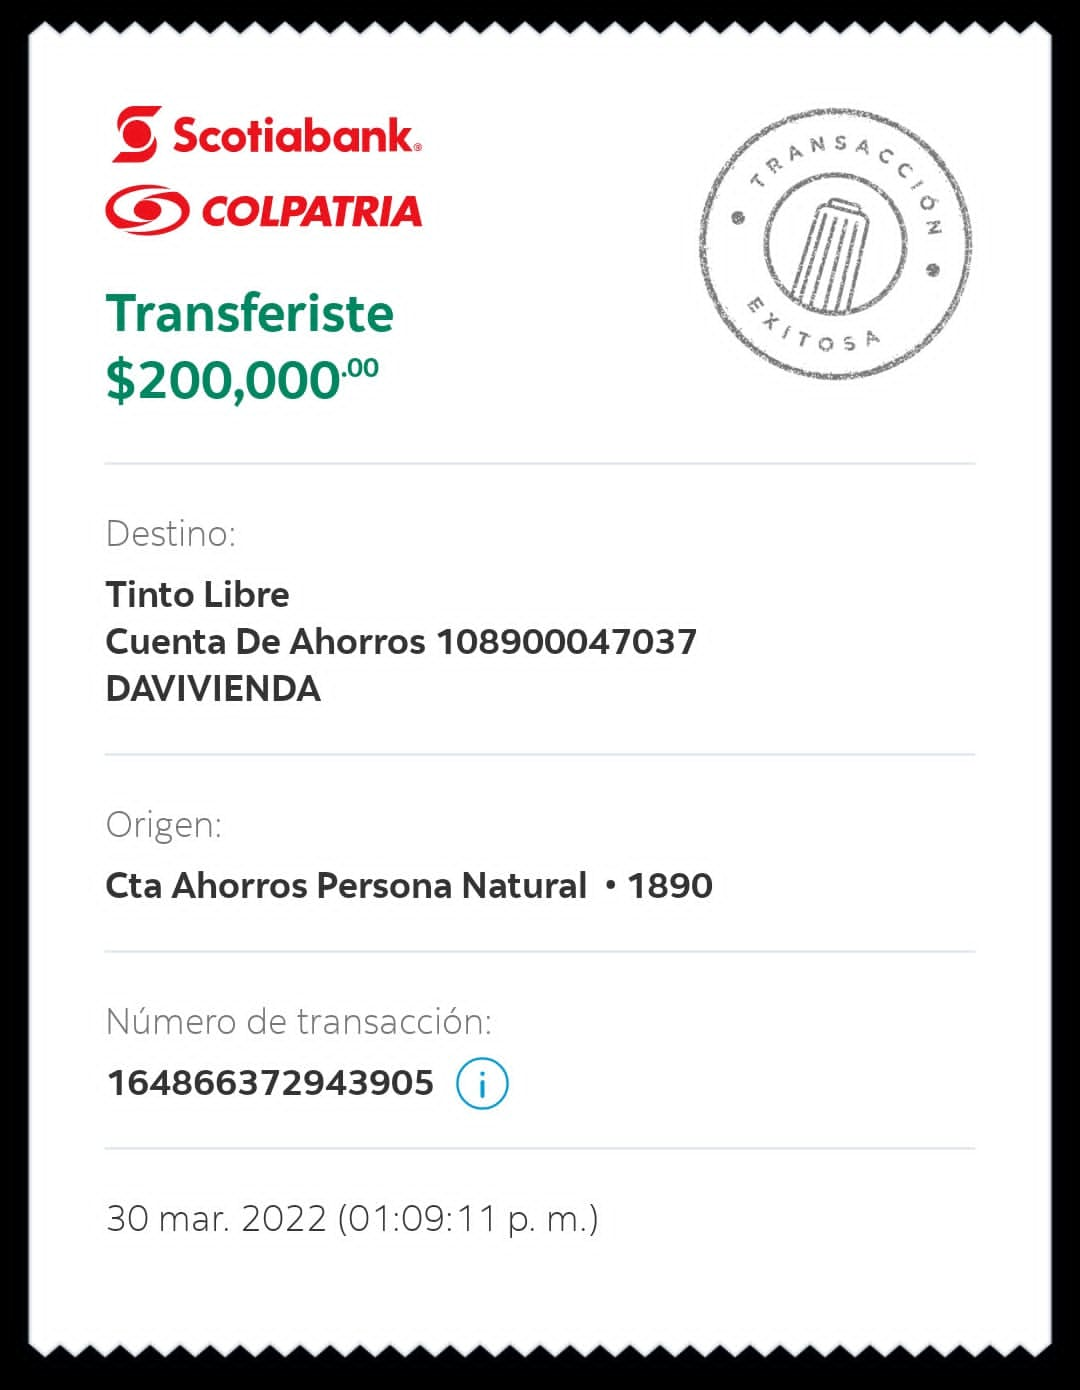 Scotiabank®
COLPATRIA
TRANSACCIÓN
EXITOSA
Transferiste
$200,000.00
Destino:
Tinto Libre
Cuenta De Ahorros 108900047037
DAVIVIENDA
Origen:
Cta Ahorros Persona Natural • 1890
Número de transacción:
164866372943905 i
30 mar. 2022 (01:09:11 p. m.)